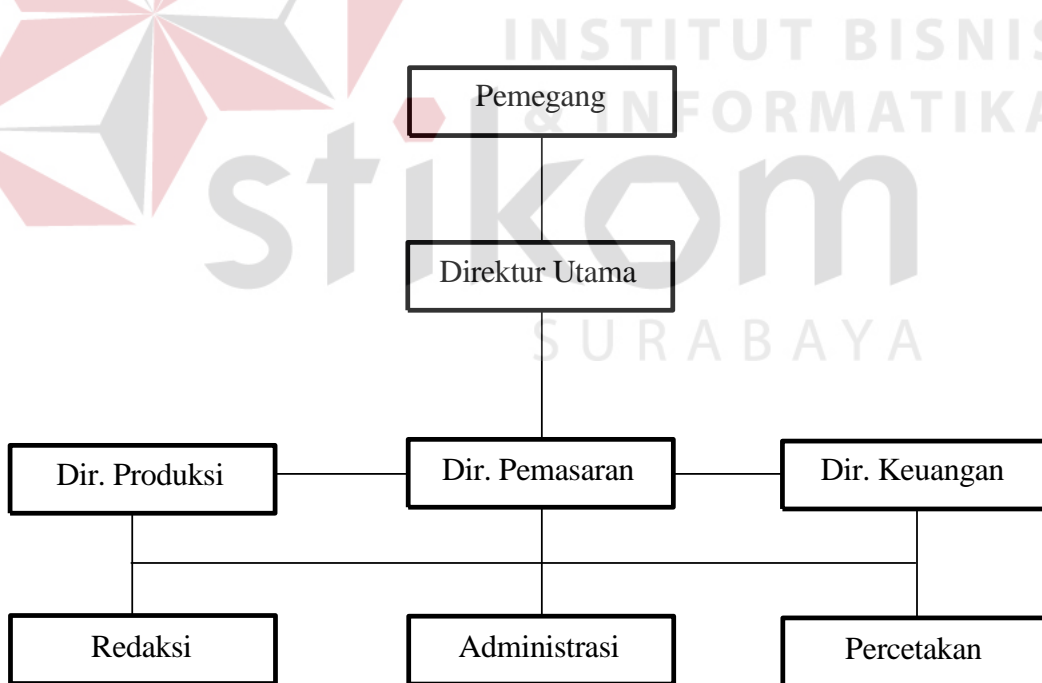 INSTITUT BISNIS
Pemegang
& INFORMATIKA
stikom
Direktur Utama
SURABAYA
Dir. Produksi
Dir. Pemasaran
Dir. Keuangan
Redaksi
Administrasi
Percetakan